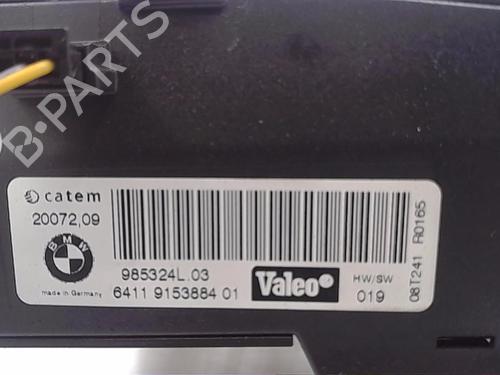 B-PARTS
catem
20072,09
BMW
made in Germany
985324L.03
6411 9153884 01
Valeo
HW/SW
019
08T241 R0165